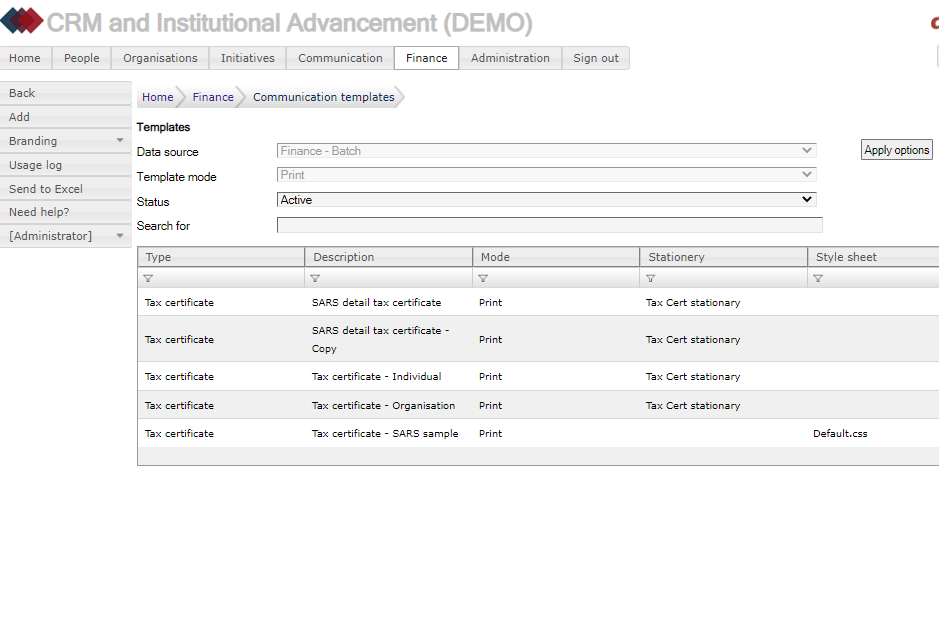 CRM and Institutional Advancement (DEMO)
Home People Organisations Initiatives Communication Finance Administration Sign out
Back
Add
Branding
Usage log
Send to Excel
Need help?
[Administrator]
Home Finance Communication templates
Templates
Data source Finance - Batch Apply options
Template mode Print
Status Active
Search for
Type Description Mode Stationery Style sheet
Tax certificate SARS detail tax certificate Print Tax Cert stationary
Tax certificate SARS detail tax certificate - Print Tax Cert stationary
Copy
Tax certificate Tax certificate - Individual Print Tax Cert stationary
Tax certificate Tax certificate - Organisation Print Tax Cert stationary
Tax certificate Tax certificate - SARS sample Print Default.css